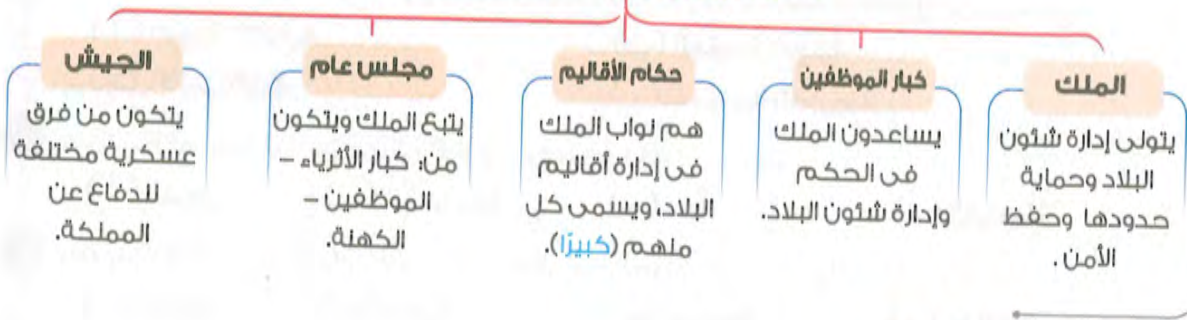 الملك
يتولى إدارة شئون
البلاد وحماية
حدودها وحفظ
الأمن.
كبار الموظفين
يساعدون الملك
فى الحكم
وإدارة شئون البلاد.
حكام الأقاليم
هم نواب الملك
فى إدارة أقاليم
البلاد، ويسمى كل
منهم (كبيرًا).
مجلس عام
يتبع الملك ويتكون
من: كبار الأثرياء –
الموظفين –
الكهنة.
الجيش
يتكون من فرق
عسكرية مختلفة
للدفاع عن
المملكة.